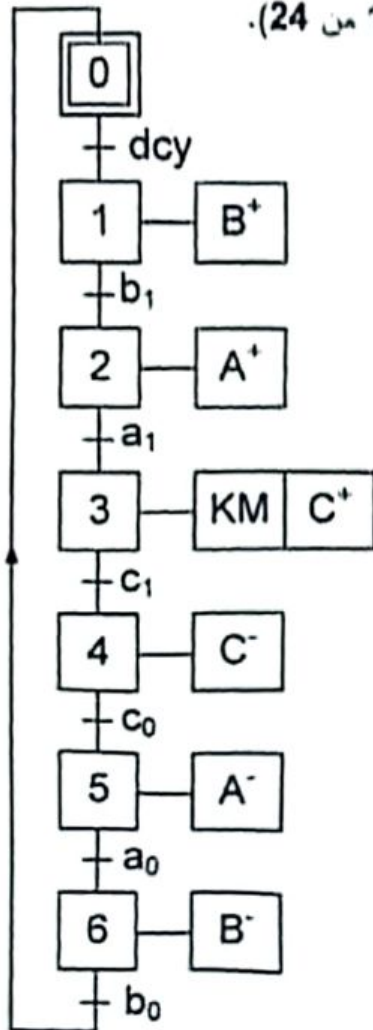 من 24).
0
dcy
1 B⁺
b₁
2 A⁺
a₁
3 KM C⁺
c₁
4 C⁻
c₀
5 A⁻
a₀
6 B⁻
b₀